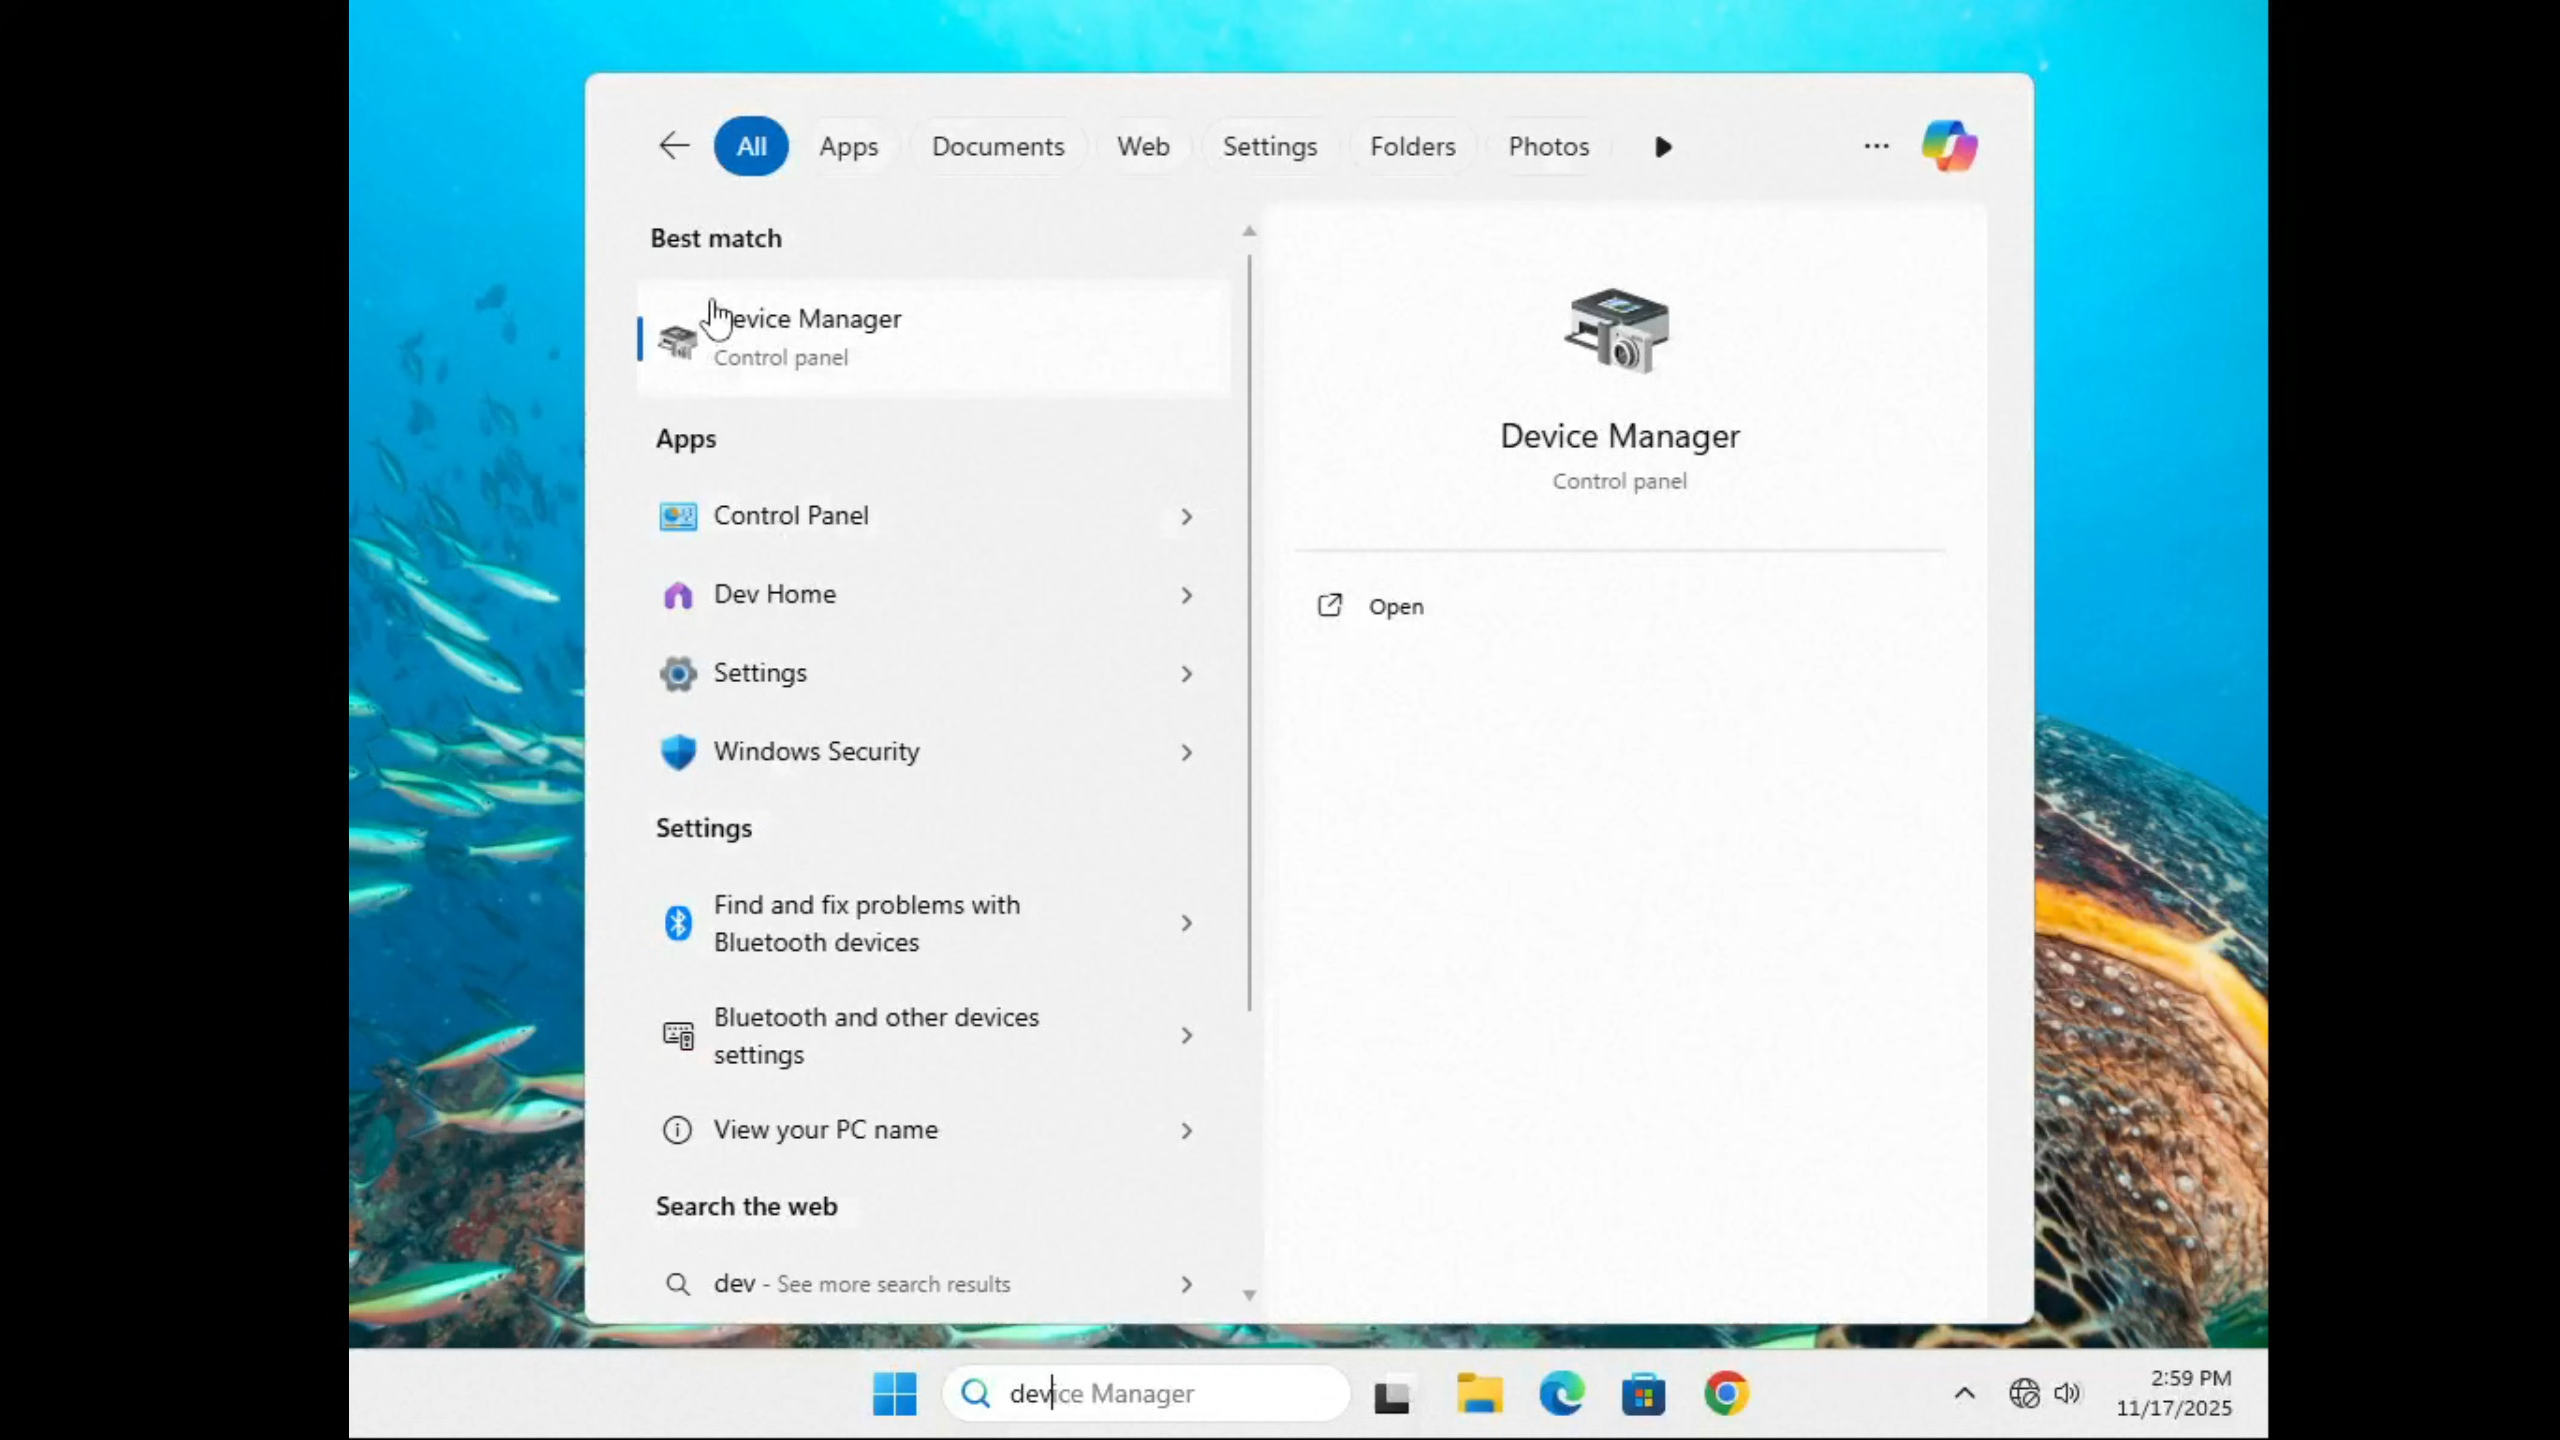 All Apps Documents Web Settings Folders Photos
Best match
Device Manager
Control panel
Apps
Control Panel
Dev Home
Settings
Windows Security
Settings
Find and fix problems with
Bluetooth devices
Bluetooth and other devices
settings
View your PC name
Search the web
dev - See more search results
Device Manager
Control panel
Open
device Manager
2:59 PM
11/17/2025